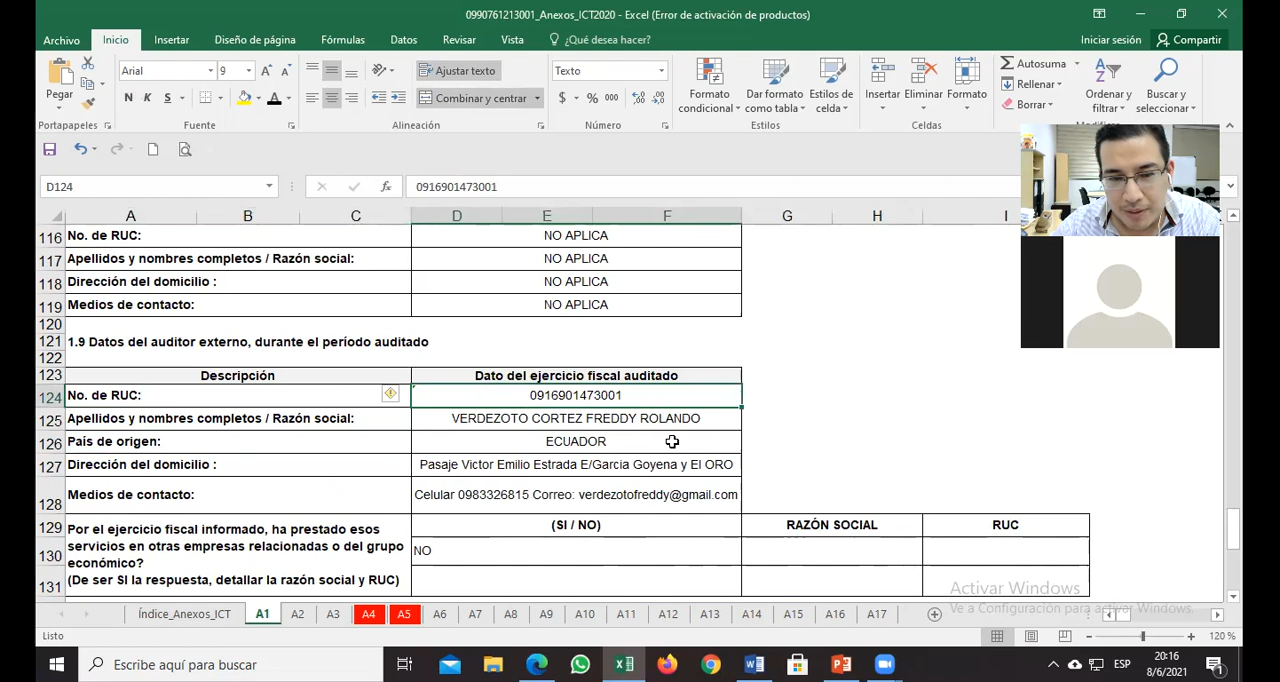 0990761213001_Anexos_ICT2020 - Excel (Error de activación de productos)
Archivo Inicio Insertar Diseño de página Fórmulas Datos Revisar Vista ¿Qué desea hacer? Iniciar sesión Compartir
Pegar
Arial 9
N K S
Ajustar texto
Combinar y centrar
Texto
$ % 000
Formato condicional
Dar formato como tabla
Estilos de celda
Insertar Eliminar Formato
Autosuma
Rellenar
Borrar
Ordenar y filtrar
Buscar y seleccionar
Portapapeles Fuente Alineación Número Estilos Celdas
D124 fx 0916901473001
A B C D E F G H I
116 No. de RUC: NO APLICA
117 Apellidos y nombres completos / Razón social: NO APLICA
118 Dirección del domicilio : NO APLICA
119 Medios de contacto: NO APLICA
120
121 1.9 Datos del auditor externo, durante el período auditado
122
123 Descripción Dato del ejercicio fiscal auditado
124 No. de RUC: 0916901473001
125 Apellidos y nombres completos / Razón social: VERDEZOTO CORTEZ FREDDY ROLANDO
126 País de origen: ECUADOR
127 Dirección del domicilio : Pasaje Victor Emilio Estrada E/Garcia Goyena y El ORO
128 Medios de contacto: Celular 0983326815 Correo: verdezotofreddy@gmail.com
129 Por el ejercicio fiscal informado, ha prestado esos (SI / NO) RAZÓN SOCIAL RUC
servicios en otras empresas relacionadas o del grupo
130 económico? NO
131 (De ser SI la respuesta, detallar la razón social y RUC)
Activar Windows
Ve a Configuración para activar Windows.
Índice_Anexos_ICT A1 A2 A3 A4 A5 A6 A7 A8 A9 A10 A11 A12 A13 A14 A15 A16 A17
Listo 120 %
Escribe aquí para buscar
ESP
20:16
8/6/2021
1